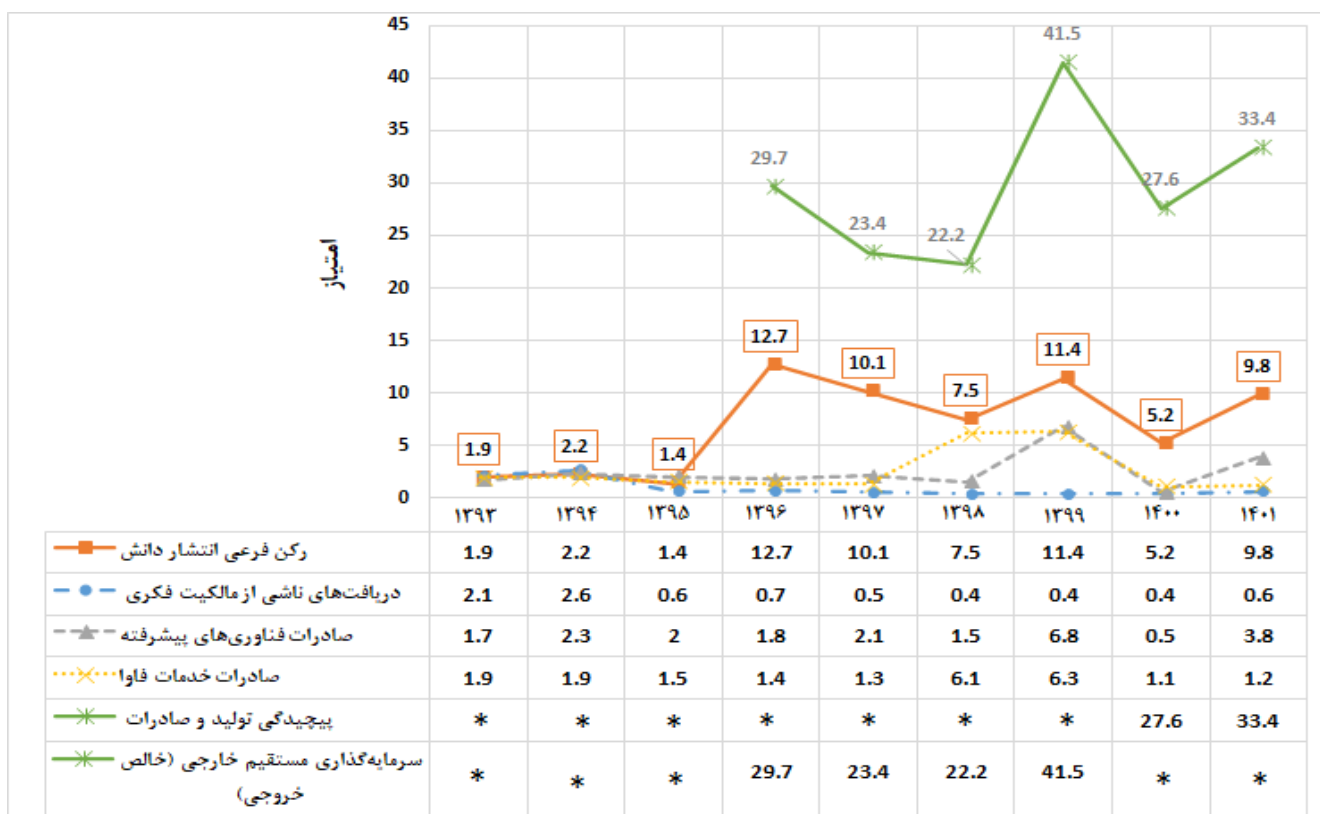 45
40
35
30
25
20
15
10
5
0
امتیاز
29.7
23.4
22.2
41.5
27.6
33.4
1.9
2.2
1.4
12.7
10.1
7.5
11.4
5.2
9.8
۱۳۹۳ ۱۳۹۴ ۱۳۹۵ ۱۳۹۶ ۱۳۹۷ ۱۳۹۸ ۱۳۹۹ ۱۴۰۰ ۱۴۰۱
رکن فرعی انتشار دانش 1.9 2.2 1.4 12.7 10.1 7.5 11.4 5.2 9.8
دریافت‌های ناشی از مالکیت فکری 2.1 2.6 0.6 0.7 0.5 0.4 0.4 0.4 0.6
صادرات فناوری‌های پیشرفته 1.7 2.3 2 1.8 2.1 1.5 6.8 0.5 3.8
صادرات خدمات فاوا 1.9 1.9 1.5 1.4 1.3 6.1 6.3 1.1 1.2
پیچیدگی تولید و صادرات * * * * * * * 27.6 33.4
سرمایه‌گذاری مستقیم خارجی (خالص
خروجی) * * * 29.7 23.4 22.2 41.5 * *